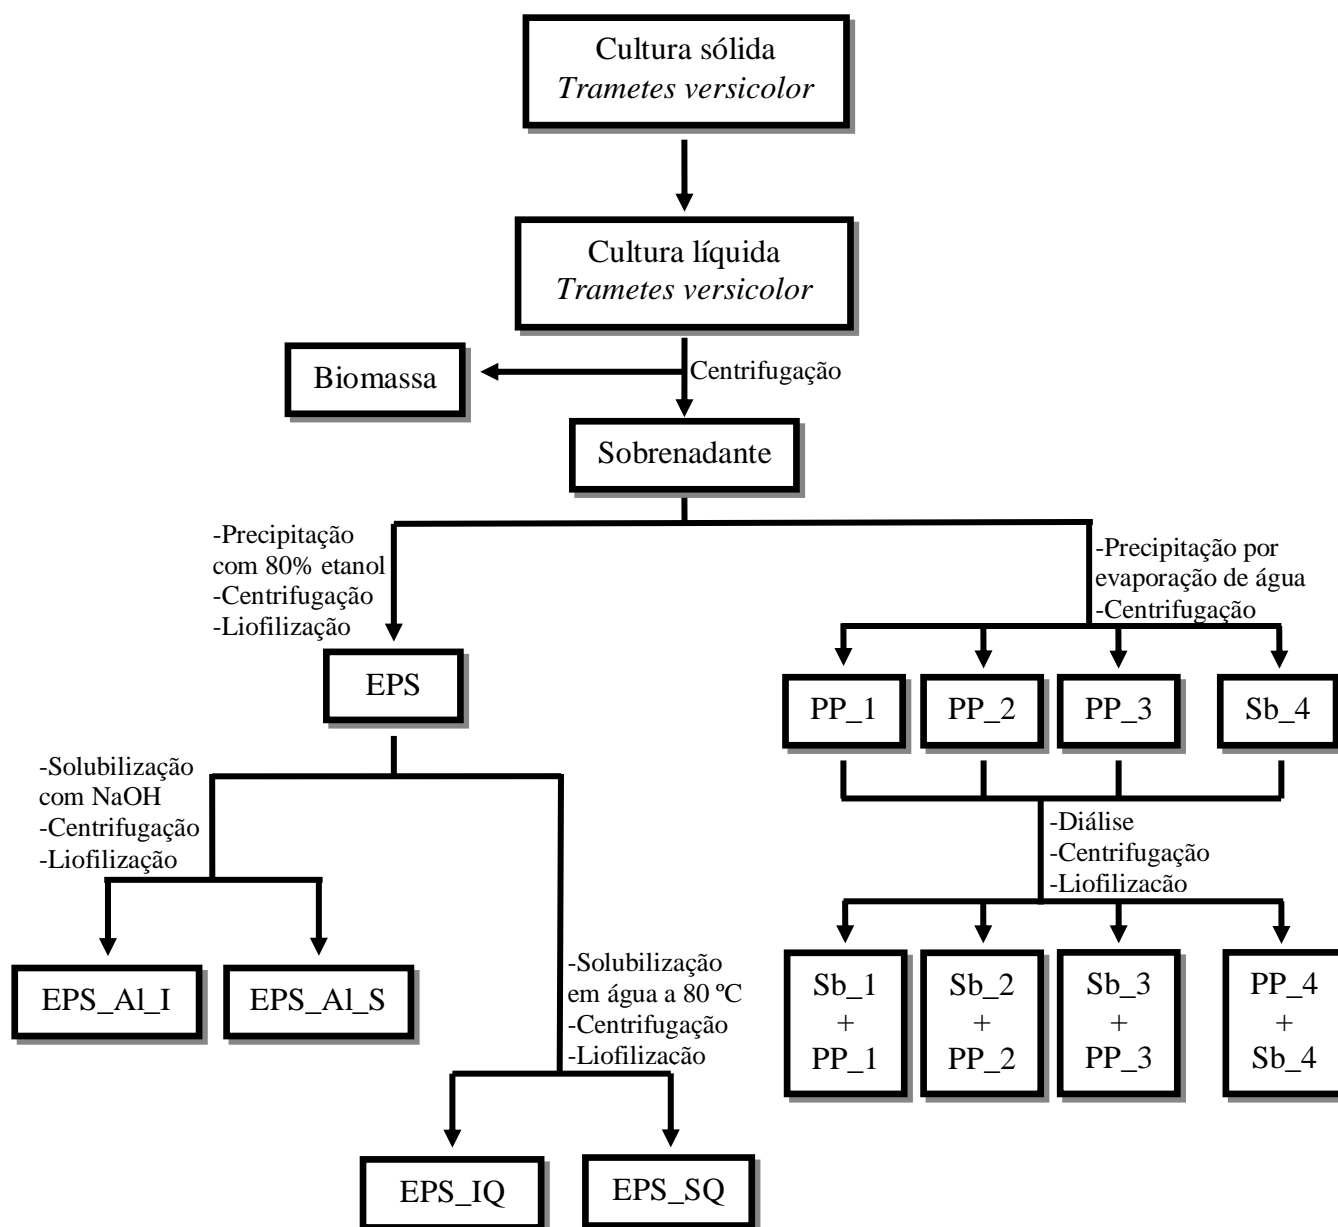 Cultura sólida
Trametes versicolor
Cultura líquida
Trametes versicolor
Biomassa
Centrifugação
Sobrenadante
-Precipitação
com 80% etanol
-Centrifugação
-Liofilização
-Precipitação por
evaporação de água
-Centrifugação
EPS
PP_1
PP_2
PP_3
Sb_4
-Solubilização
com NaOH
-Centrifugação
-Liofilização
-Diálise
-Centrifugação
-Liofilizacão
EPS_Al_I
EPS_Al_S
-Solubilização
em água a 80 ºC
-Centrifugação
-Liofilizacão
Sb_1
+
PP_1
Sb_2
+
PP_2
Sb_3
+
PP_3
PP_4
+
Sb_4
EPS_IQ
EPS_SQ